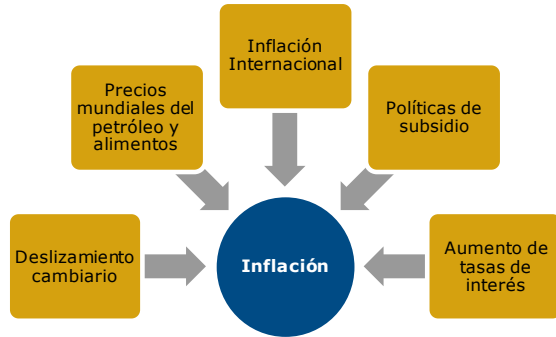 Inflación
Internacional
Precios
mundiales del
petróleo y
alimentos
Políticas de
subsidio
Deslizamiento
cambiario
Inflación
Aumento de
tasas de
interés